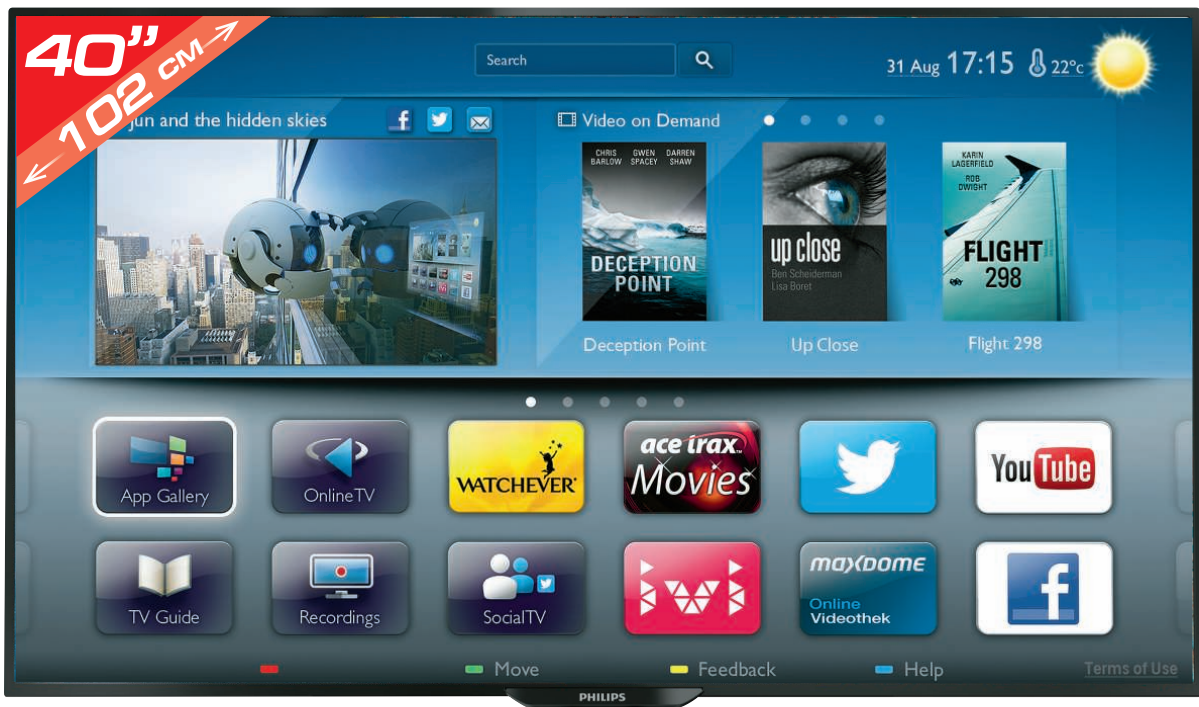 40”
102 CM
Search
31 Aug 17:15 22°c
jun and the hidden skies
Video on Demand
CHRIS BARLOW GWEN SPACEY DARREN SHAW
DECEPTION
POINT
Deception Point
up close
Ben Scheiderman
Lisa Boret
Up Close
KARIN
LAGERFIELD
ROB
DWIGHT
FLIGHT
298
Flight 298
App Gallery
OnlineTV
WATCHEVER
ace trax™
Movies
YouTube
TV Guide
Recordings
SocialTV
maxdome
Online
Videothek
f
Move
Feedback
Help
Terms of Use
PHILIPS